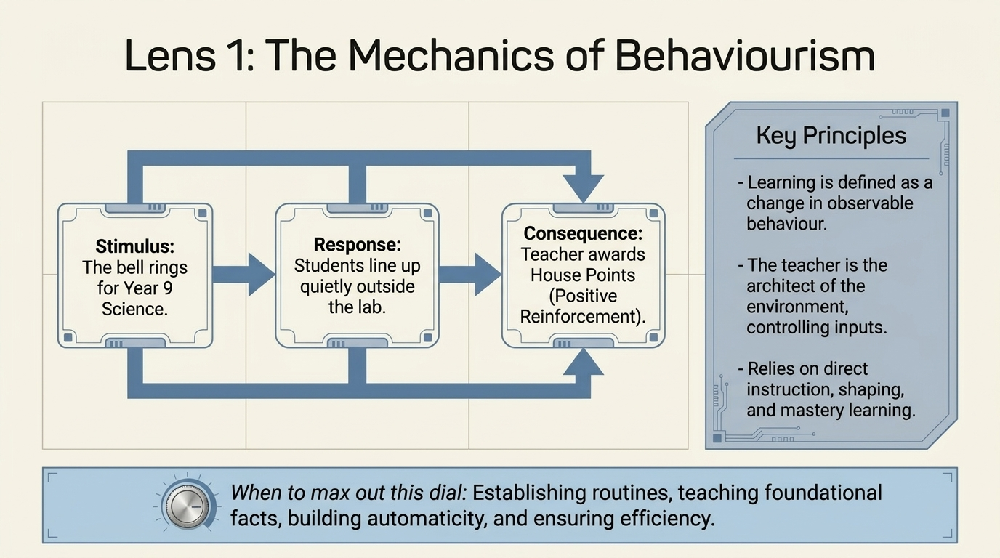 Lens 1: The Mechanics of Behaviourism
Stimulus:
The bell rings
for Year 9
Science.
Response:
Students line up
quietly outside
the lab.
Consequence:
Teacher awards
House Points
(Positive
Reinforcement).
Key Principles
- Learning is defined as a
change in observable
behaviour.
- The teacher is the
architect of the
environment,
controlling inputs.
- Relies on direct
instruction, shaping,
and mastery learning.
When to max out this dial: Establishing routines, teaching foundational
facts, building automaticity, and ensuring efficiency.